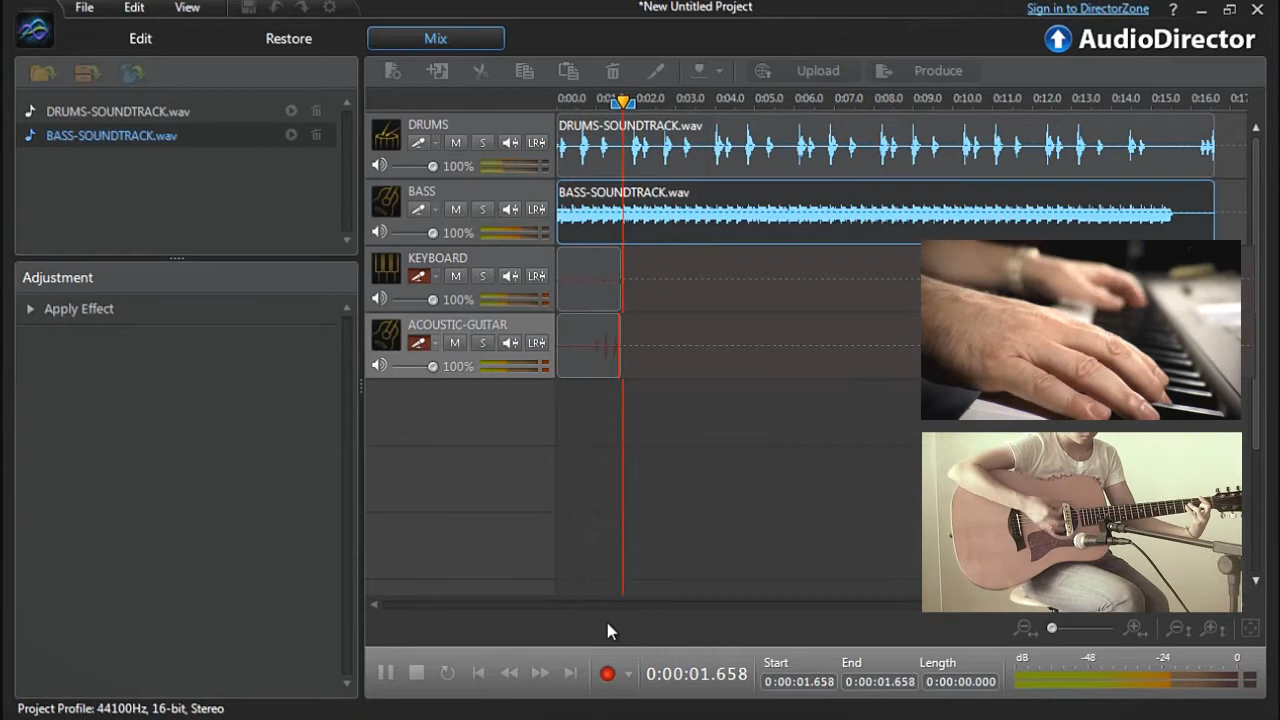 File Edit View
*New Untitled Project
Sign in to DirectorZone
?
Edit Restore Mix
AudioDirector
Upload Produce
DRUMS-SOUNDTRACK.wav
BASS-SOUNDTRACK.wav
0:00.0 0:02.0 0:03.0 0:04.0 0:05.0 0:06.0 0:07.0 0:08.0 0:09.0 0:10.0 0:11.0 0:12.0 0:13.0 0:14.0 0:15.0 0:16.0
DRUMS
M S LR
100%
DRUMS-SOUNDTRACK.wav
BASS
M S LR
100%
BASS-SOUNDTRACK.wav
KEYBOARD
M S LR
100%
ACOUSTIC-GUITAR
M S LR
100%
Adjustment
Apply Effect
0:00:01.658
Start End Length
0:00:01.658 0:00:01.658 0:00:00.000
dB -48 -24 0
Project Profile: 44100Hz, 16-bit, Stereo